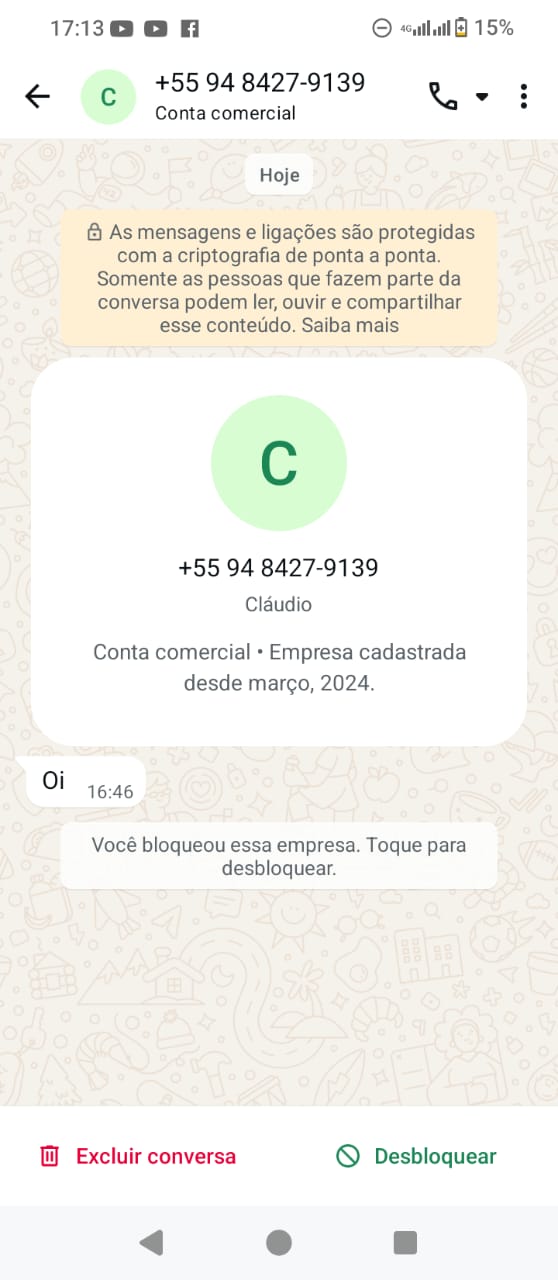 17:13 4G 15%
C +55 94 8427-9139
Conta comercial
Hoje
As mensagens e ligações são protegidas
com a criptografia de ponta a ponta.
Somente as pessoas que fazem parte da
conversa podem ler, ouvir e compartilhar
esse conteúdo. Saiba mais
C
+55 94 8427-9139
Cláudio
Conta comercial • Empresa cadastrada
desde março, 2024.
Oi 16:46
Você bloqueou essa empresa. Toque para
desbloquear.
Excluir conversa Desbloquear